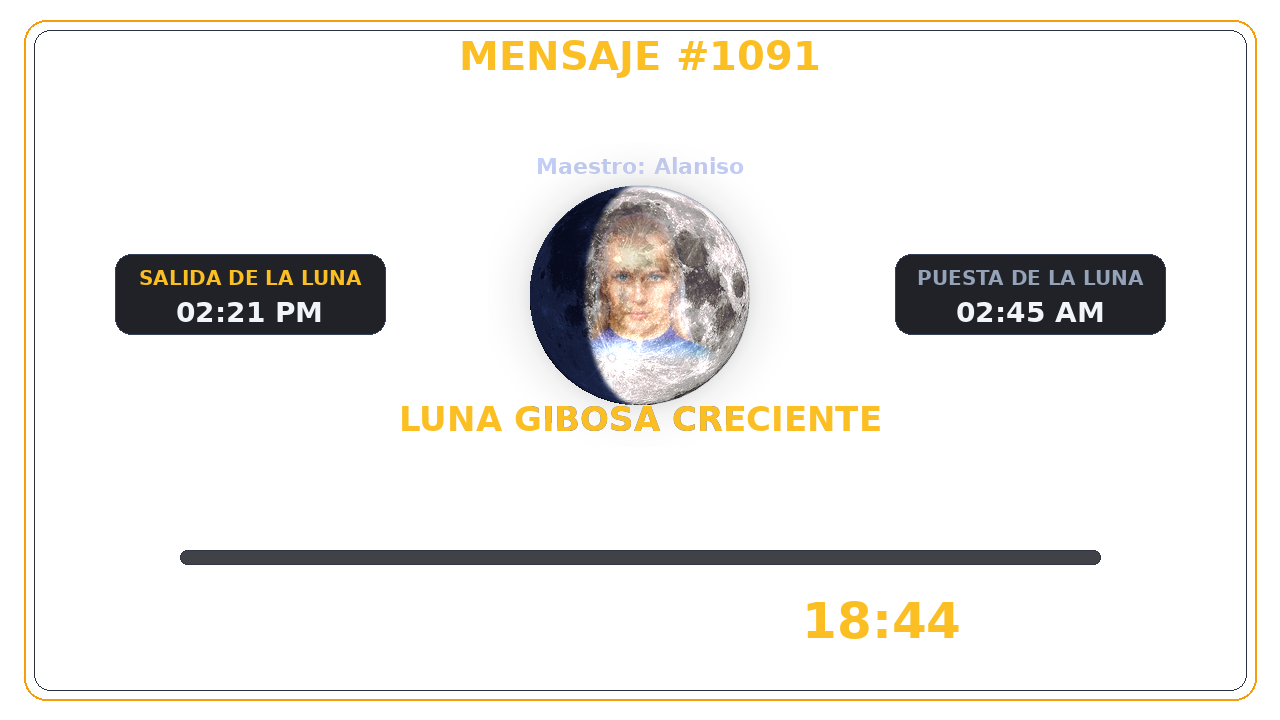 MENSAJE #1091
Maestro: Alaniso
SALIDA DE LA LUNA
02:21 PM
PUESTA DE LA LUNA
02:45 AM
LUNA GIBOSA CRECIENTE
18:44